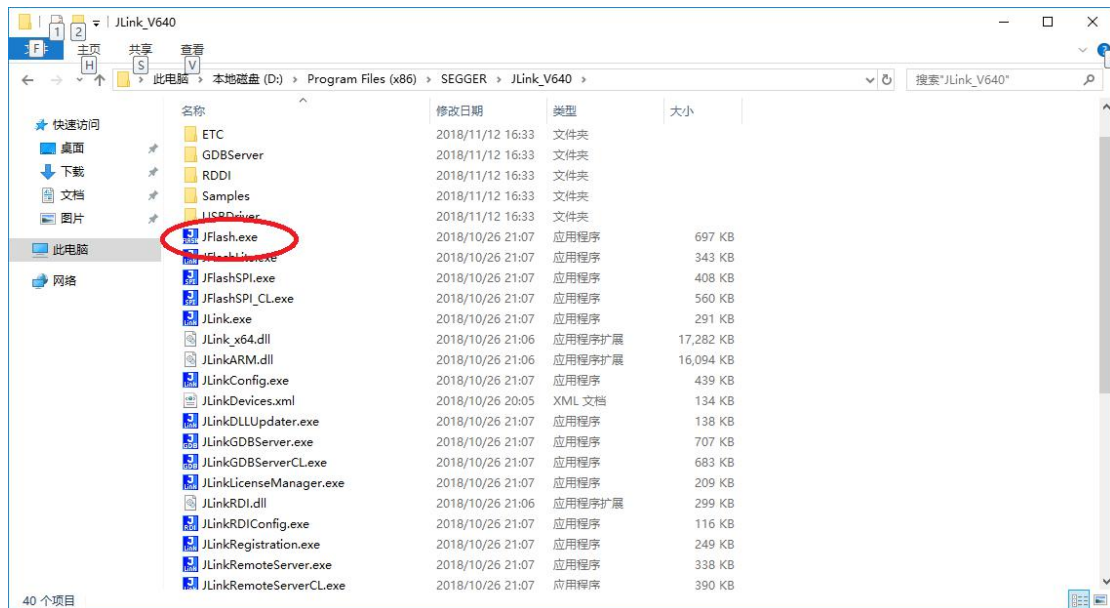 1 2 JLink_V640
F 主页 共享 查看
H S V
此电脑 › 本地磁盘 (D:) › Program Files (x86) › SEGGER › JLink_V640 › 搜索"JLink_V640"
名称 修改日期 类型 大小
快速访问
桌面
下载
文档
图片
此电脑
网络
ETC 2018/11/12 16:33 文件夹
GDBServer 2018/11/12 16:33 文件夹
RDDI 2018/11/12 16:33 文件夹
Samples 2018/11/12 16:33 文件夹
USBDriver 2018/11/12 16:33 文件夹
JFlash.exe 2018/10/26 21:07 应用程序 697 KB
JFlashLite.exe 2018/10/26 21:07 应用程序 343 KB
JFlashSPI.exe 2018/10/26 21:07 应用程序 408 KB
JFlashSPI_CL.exe 2018/10/26 21:07 应用程序 560 KB
JLink.exe 2018/10/26 21:07 应用程序 291 KB
JLink_x64.dll 2018/10/26 21:06 应用程序扩展 17,282 KB
JLinkARM.dll 2018/10/26 21:06 应用程序扩展 16,094 KB
JLinkConfig.exe 2018/10/26 21:07 应用程序 439 KB
JLinkDevices.xml 2018/10/26 20:05 XML 文档 134 KB
JLinkDLLUpdater.exe 2018/10/26 21:07 应用程序 138 KB
JLinkGDBServer.exe 2018/10/26 21:07 应用程序 707 KB
JLinkGDBServerCL.exe 2018/10/26 21:07 应用程序 683 KB
JLinkLicenseManager.exe 2018/10/26 21:07 应用程序 209 KB
JLinkRDI.dll 2018/10/26 21:06 应用程序扩展 299 KB
JLinkRDIConfig.exe 2018/10/26 21:07 应用程序 116 KB
JLinkRegistration.exe 2018/10/26 21:07 应用程序 249 KB
JLinkRemoteServer.exe 2018/10/26 21:07 应用程序 338 KB
JLinkRemoteServerCL.exe 2018/10/26 21:07 应用程序 390 KB
40 个项目